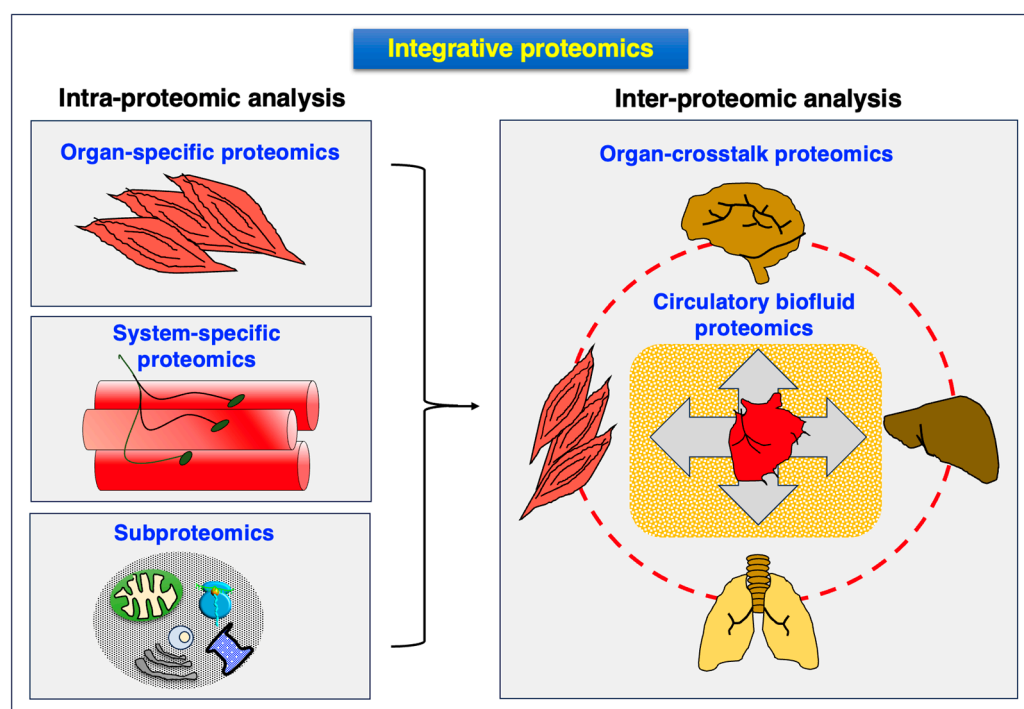 Integrative proteomics
Intra-proteomic analysis
Organ-specific proteomics
System-specific
proteomics
Subproteomics
Inter-proteomic analysis
Organ-crosstalk proteomics
Circulatory biofluid
proteomics